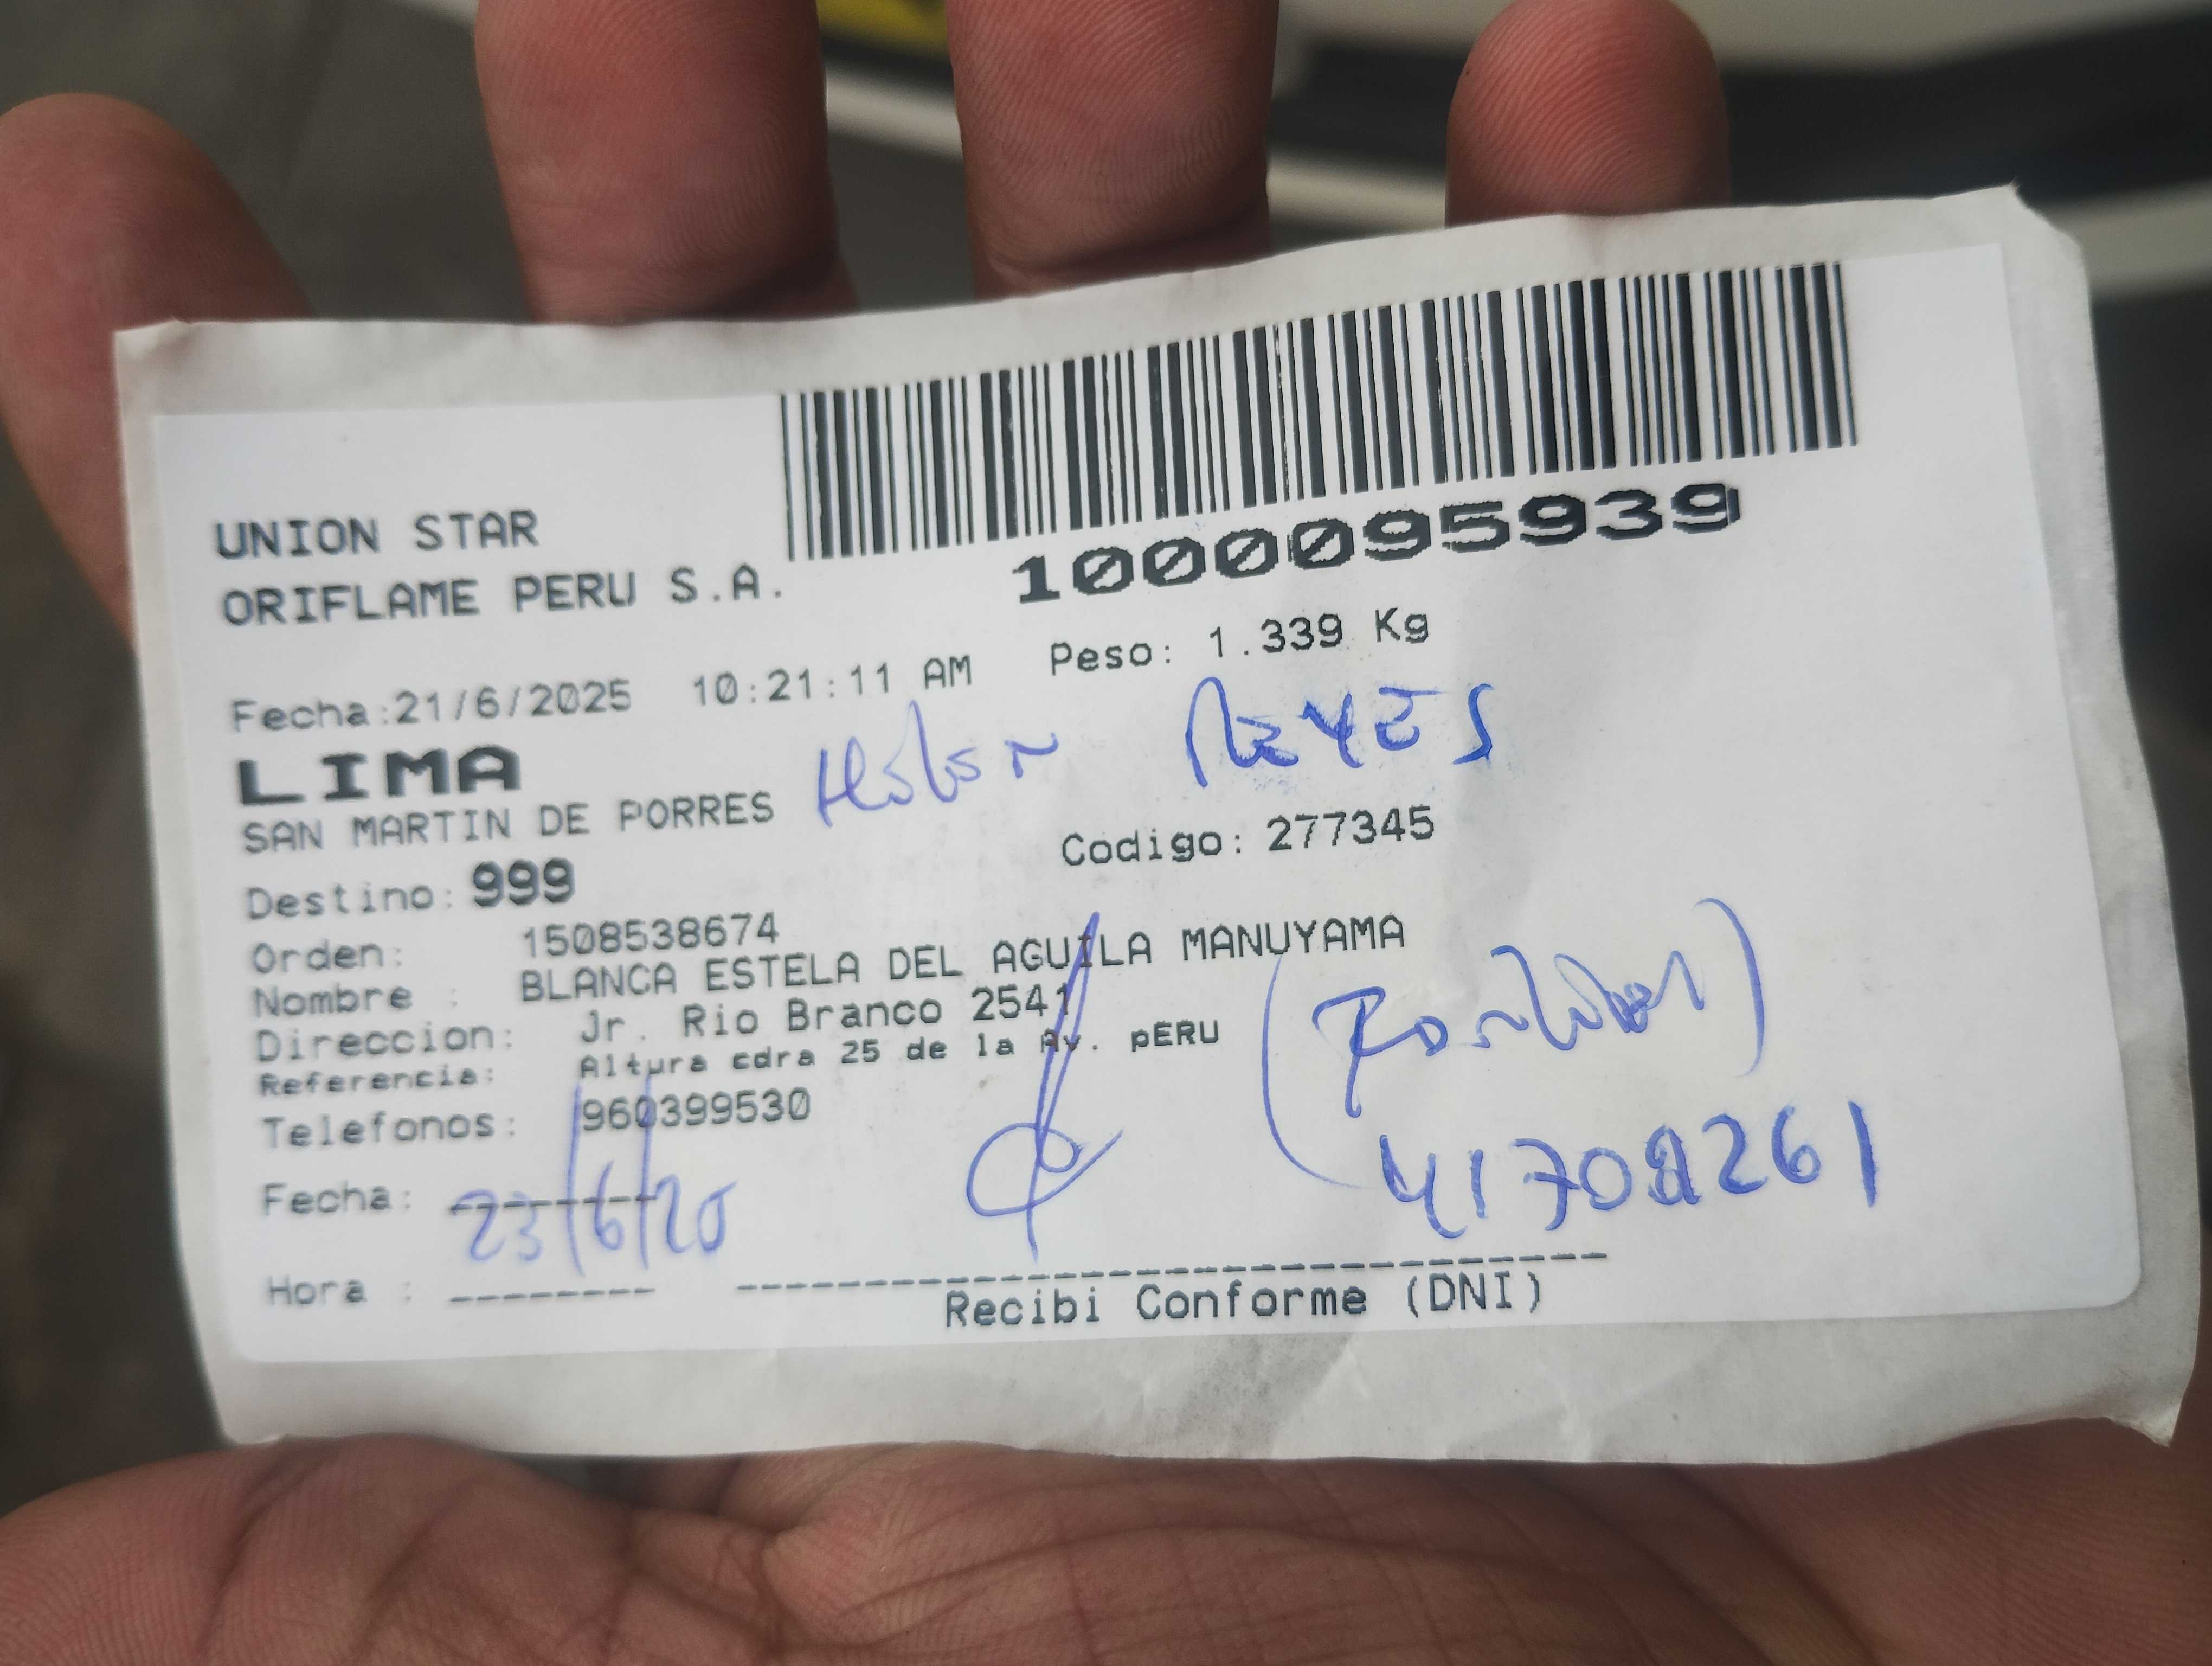 UNION STAR
ORIFLAME PERU S.A.
1000095939
Fecha:21/6/2025 10:21:11 AM Peso: 1.339 Kg
LIMA
REYES
SAN MARTIN DE PORRES
Codigo: 277345
Destino: 999
Orden: 1508538674
Nombre : BLANCA ESTELA DEL AGUILA MANUYAMA
Direccion: Jr. Rio Branco 2541
Referencia: Altura cdra 25 de la Av. pERU
Telefonos: 960399530
Fecha: 23/6/25
Hora :
Recibi Conforme (DNI)